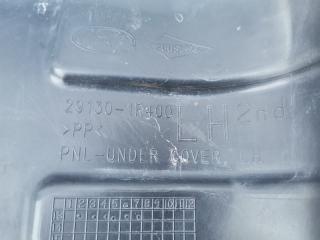 29130-1R400
>PP<
LH 2nd
PNL-UNDER COVER, LH
1 2 3 4 5 6 7 8 9 10 11 12